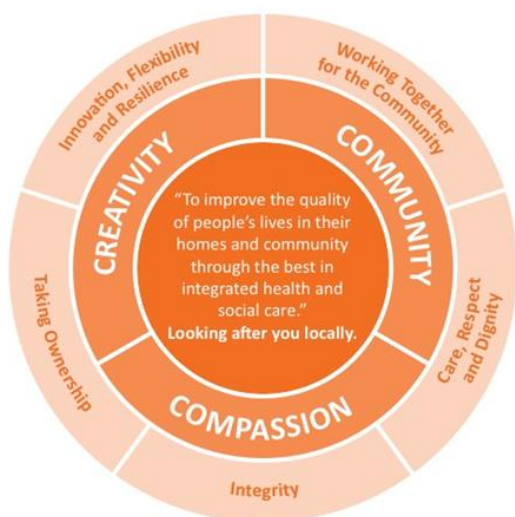 Innovation, Flexibility
and Resilience
Working Together
for the Community
CREATIVITY
COMMUNITY
“To improve the quality
of people’s lives in their
homes and community
through the best in
integrated health and
social care.”
Looking after you locally.
Taking Ownership
Care, Respect
and Dignity
COMPASSION
Integrity